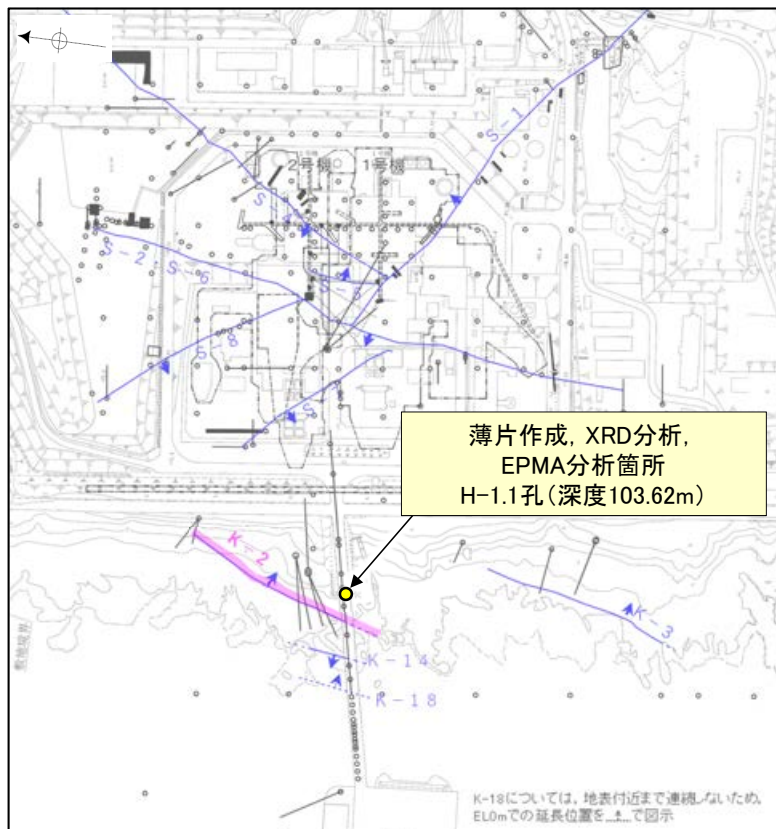 2号機
1号機
S-1
S-4
S-2・S-6
S-5
S-8
S-7
薄片作成, XRD分析,
EPMA分析箇所
H-1.1孔(深度103.62m)
K-2
K-3
K-14
K-18
敷地境界
K-18については、地表付近まで連続しないため、
EL0mでの延長位置を で図示